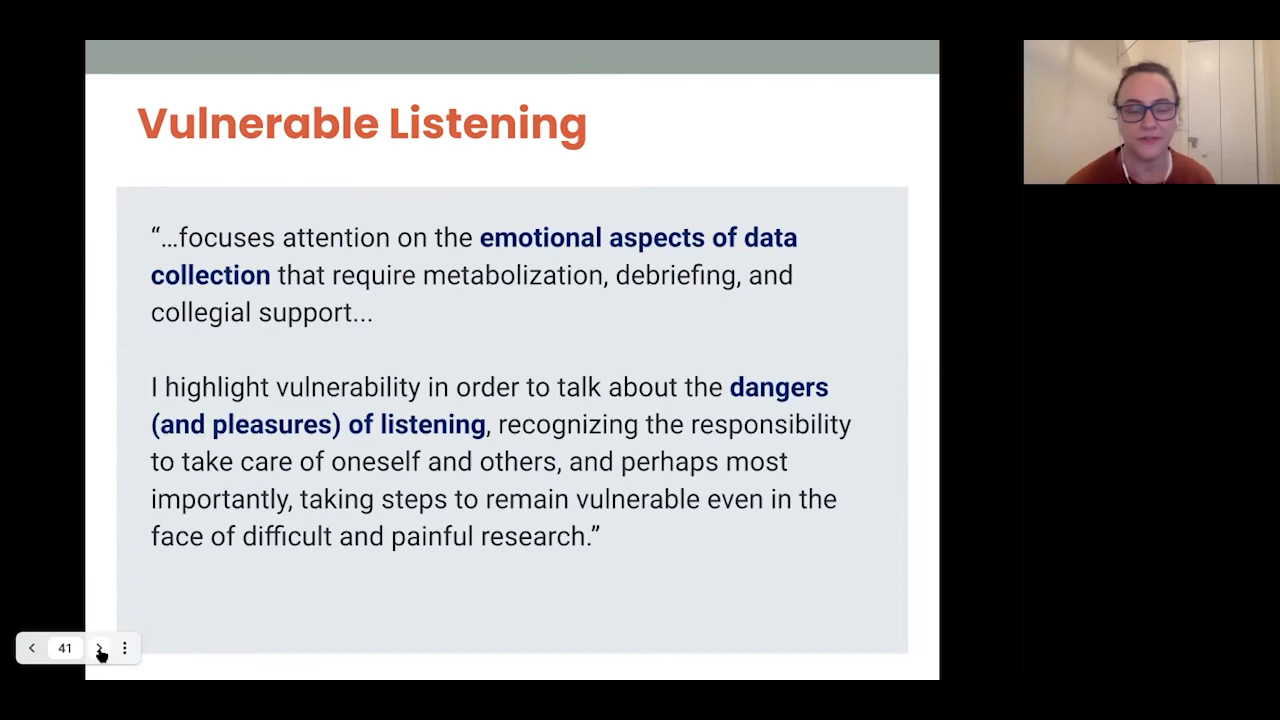 Vulnerable Listening
“…focuses attention on the emotional aspects of data
collection that require metabolization, debriefing, and
collegial support...
I highlight vulnerability in order to talk about the dangers
(and pleasures) of listening, recognizing the responsibility
to take care of oneself and others, and perhaps most
importantly, taking steps to remain vulnerable even in the
face of difficult and painful research.”
41